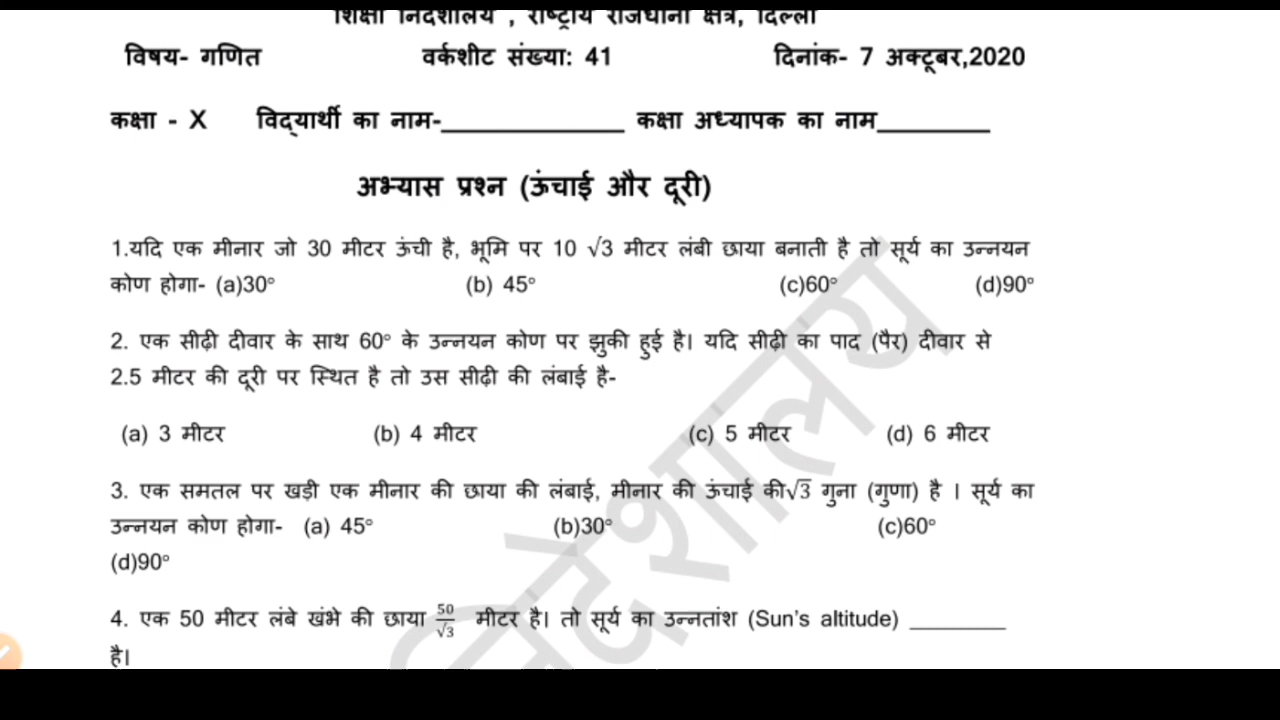 शिक्षा निदेशालय , राष्ट्रीय राजधानी क्षेत्र, दिल्ली
विषय- गणित वर्कशीट संख्या: 41 दिनांक- 7 अक्टूबर,2020
कक्षा - X विद्यार्थी का नाम-______________ कक्षा अध्यापक का नाम_________
अभ्यास प्रश्न (ऊंचाई और दूरी)
1.यदि एक मीनार जो 30 मीटर ऊंची है, भूमि पर 10 √3 मीटर लंबी छाया बनाती है तो सूर्य का उन्नयन
कोण होगा- (a)30° (b) 45° (c)60° (d)90°
2. एक सीढ़ी दीवार के साथ 60° के उन्नयन कोण पर झुकी हुई है। यदि सीढ़ी का पाद (पैर) दीवार से
2.5 मीटर की दूरी पर स्थित है तो उस सीढ़ी की लंबाई है-
(a) 3 मीटर (b) 4 मीटर (c) 5 मीटर (d) 6 मीटर
3. एक समतल पर खड़ी एक मीनार की छाया की लंबाई, मीनार की ऊंचाई की√3 गुना (गुणा) है । सूर्य का
उन्नयन कोण होगा- (a) 45° (b)30° (c)60°
(d)90°
4. एक 50 मीटर लंबे खंभे की छाया 50/√3 मीटर है। तो सूर्य का उन्नतांश (Sun's altitude) ________
है।
निदेशालय